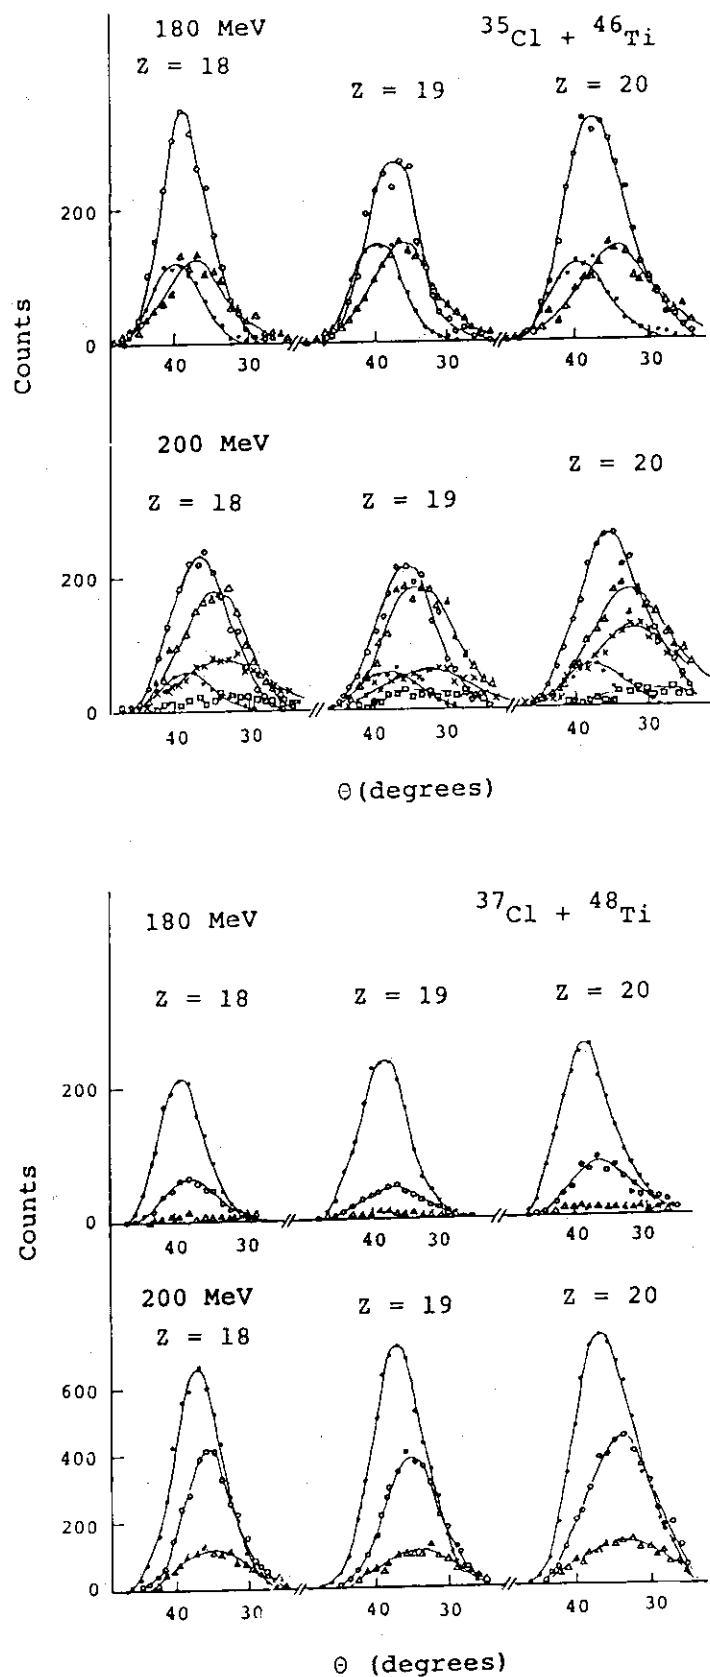 180 MeV
³⁵Cl + ⁴⁶Ti
Z = 18
Z = 19
Z = 20
200
0
40 30 40 30 40 30
Counts
200 MeV
Z = 18
Z = 19
Z = 20
200
0
40 30 40 30 40 30
Θ(degrees)
180 MeV
³⁷Cl + ⁴⁸Ti
Z = 18
Z = 19
Z = 20
200
0
40 30 40 30 40 30
Counts
200 MeV
Z = 18
Z = 19
Z = 20
600
400
200
0
40 30 40 30 40 30
Θ (degrees)